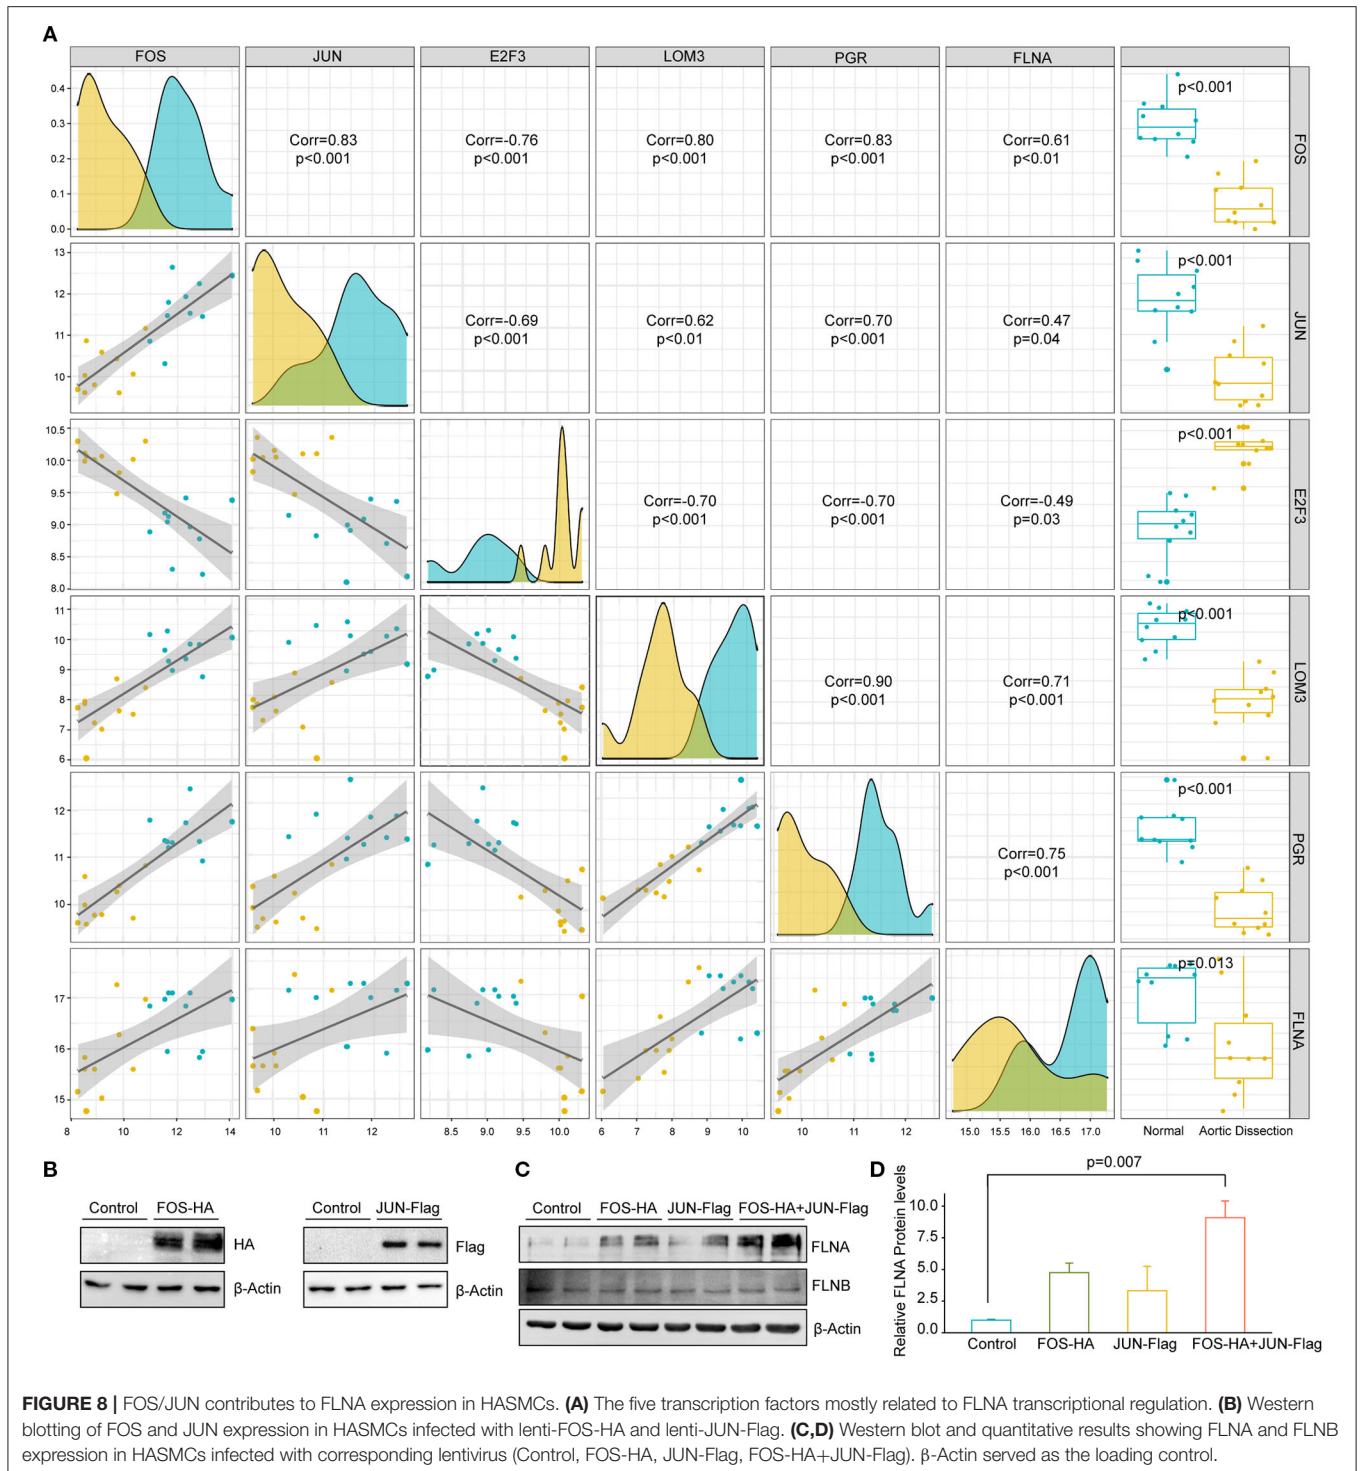 A
FOS JUN E2F3 LOM3 PGR FLNA
0.4
0.3
0.2
0.1
0.0
Corr=0.83
p<0.001
Corr=-0.76
p<0.001
Corr=0.80
p<0.001
Corr=0.83
p<0.001
Corr=0.61
p<0.01
p<0.001
FOS
13
12
11
10
Corr=-0.69
p<0.001
Corr=0.62
p<0.01
Corr=0.70
p<0.001
Corr=0.47
p=0.04
p<0.001
JUN
10.5
10.0
9.5
9.0
8.5
8.0
Corr=-0.70
p<0.001
Corr=-0.70
p<0.001
Corr=-0.49
p=0.03
p<0.001
E2F3
11
10
9
8
7
6
Corr=0.90
p<0.001
Corr=0.71
p<0.001
p<0.001
LOM3
12
11
10
Corr=0.75
p<0.001
p<0.001
PGR
17
16
15
p=0.013
FLNA
8 10 12 14
10 11 12
8.5 9.0 9.5 10.0
6 7 8 9 10
10 11 12
15.0 15.5 16.0 16.5 17.0
Normal Aortic Dissection
B
Control FOS-HA
HA
β-Actin
Control JUN-Flag
Flag
β-Actin
C
Control FOS-HA JUN-Flag FOS-HA+JUN-Flag
FLNA
FLNB
β-Actin
D
p=0.007
Relative FLNA Protein levels
10.0
7.5
5.0
2.5
0.0
Control FOS-HA JUN-Flag FOS-HA+JUN-Flag
FIGURE 8 | FOS/JUN contributes to FLNA expression in HASMCs. (A) The five transcription factors mostly related to FLNA transcriptional regulation. (B) Western
blotting of FOS and JUN expression in HASMCs infected with lenti-FOS-HA and lenti-JUN-Flag. (C,D) Western blot and quantitative results showing FLNA and FLNB
expression in HASMCs infected with corresponding lentivirus (Control, FOS-HA, JUN-Flag, FOS-HA+JUN-Flag). β-Actin served as the loading control.